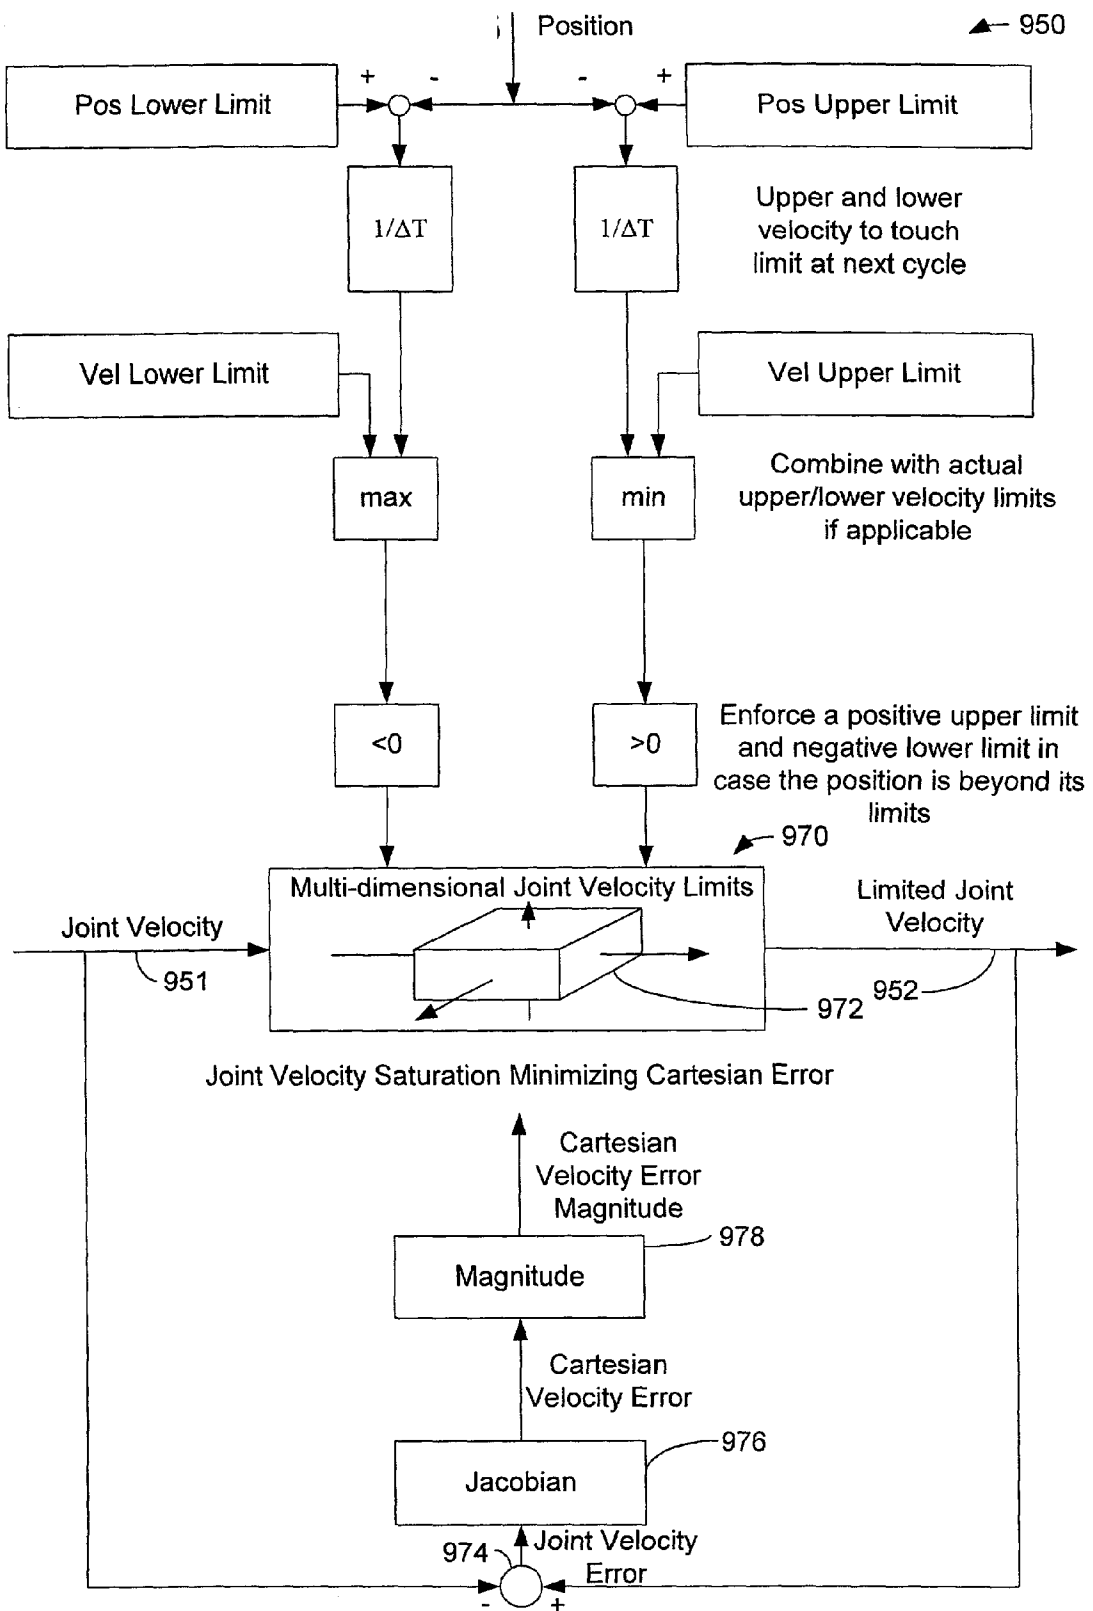 Position
950
+ - - +
Pos Lower Limit
Pos Upper Limit
1/ΔT
1/ΔT
Upper and lower
velocity to touch
limit at next cycle
Vel Lower Limit
Vel Upper Limit
max
min
Combine with actual
upper/lower velocity limits
if applicable
<0
>0
Enforce a positive upper limit
and negative lower limit in
case the position is beyond its
limits
970
Multi-dimensional Joint Velocity Limits
Joint Velocity
Limited Joint
Velocity
951
952
972
Joint Velocity Saturation Minimizing Cartesian Error
Cartesian
Velocity Error
Magnitude
978
Magnitude
Cartesian
Velocity Error
976
Jacobian
974
Joint Velocity
Error
- +